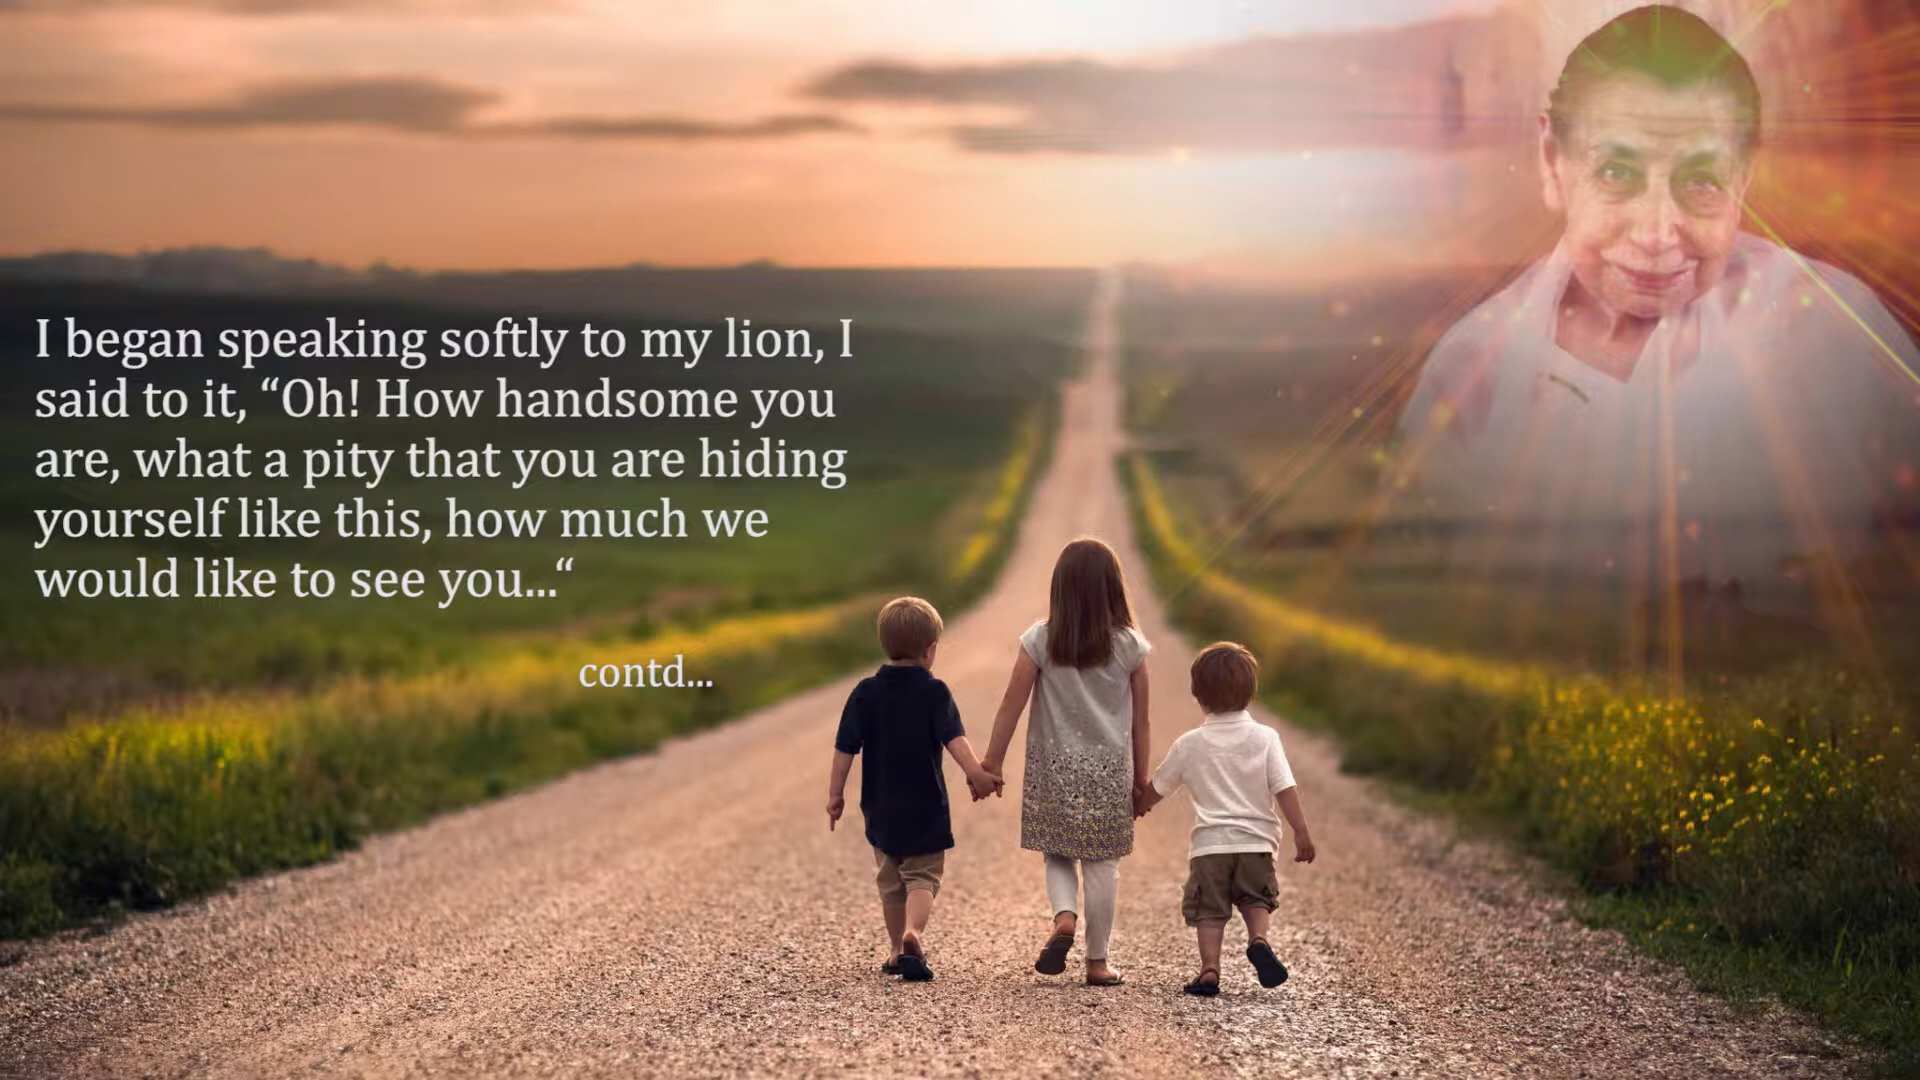 I began speaking softly to my lion, I
said to it, “Oh! How handsome you
are, what a pity that you are hiding
yourself like this, how much we
would like to see you...“
contd...